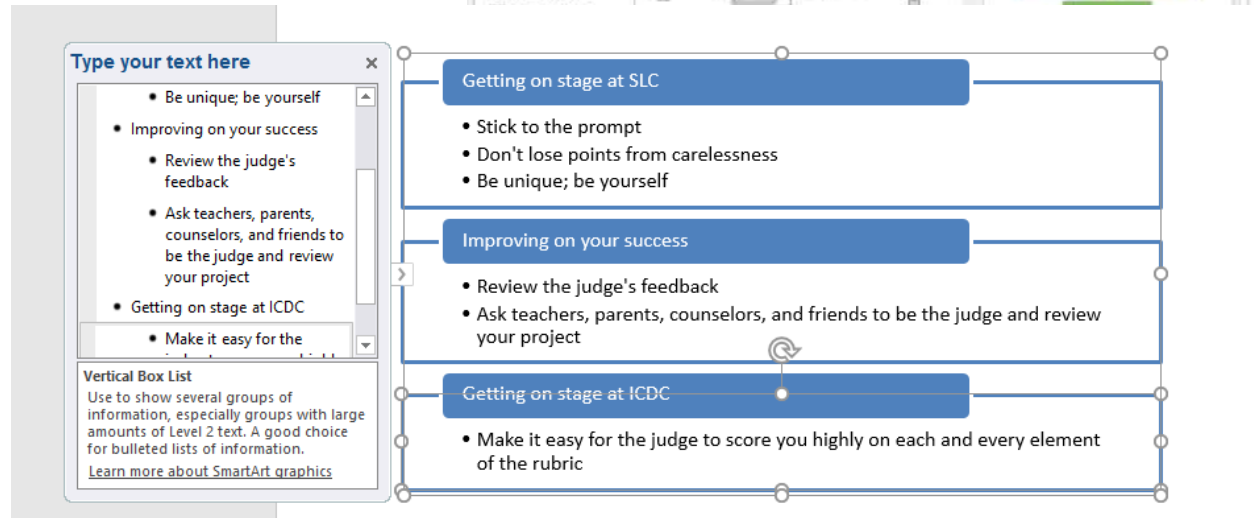 Type your text here
• Be unique; be yourself
• Improving on your success
• Review the judge's
feedback
• Ask teachers, parents,
counselors, and friends to
be the judge and review
your project
• Getting on stage at ICDC
• Make it easy for the
Vertical Box List
Use to show several groups of
information, especially groups with large
amounts of Level 2 text. A good choice
for bulleted lists of information.
Learn more about SmartArt graphics
Getting on stage at SLC
• Stick to the prompt
• Don't lose points from carelessness
• Be unique; be yourself
Improving on your success
• Review the judge's feedback
• Ask teachers, parents, counselors, and friends to be the judge and review
your project
Getting on stage at ICDC
• Make it easy for the judge to score you highly on each and every element
of the rubric